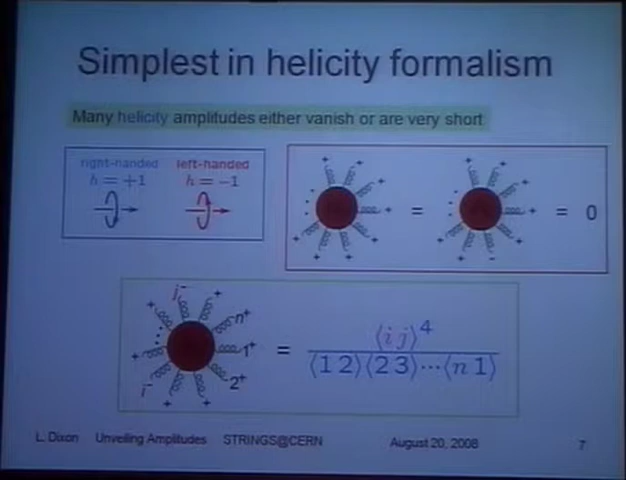 Simplest in helicity formalism
Many helicity amplitudes either vanish or are very short
right-handed left-handed
h = +1 h = −1
+ + + + + + + + = + + + + + + + − = 0
j⁻ + n⁺ 1⁺ 2⁺ + + i⁻ + + = ⟨i j⟩⁴
⟨1 2⟩⟨2 3⟩⋯⟨n 1⟩
L. Dixon Unveiling Amplitudes STRINGS@CERN August 20, 2008 7